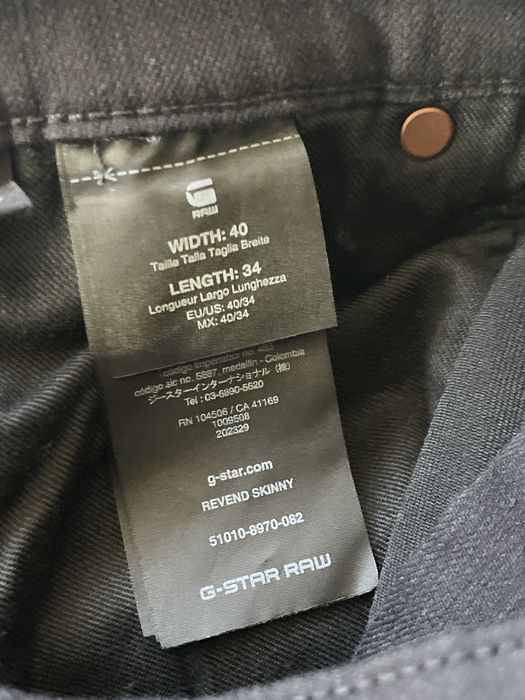 G
RAW
WIDTH: 40
Taille Talla Taglia Breite
LENGTH: 34
Longueur Largo Lunghezza
EU/US: 40/34
MX: 40/34
código importador no.
código sic no. 5887, medellin - Colombia
ジースターインターナショナル（株）
Tel : 03-6890-5620
RN 104506 / CA 41169
1009508
202329
g-star.com
REVEND SKINNY
51010-8970-082
G-STAR RAW